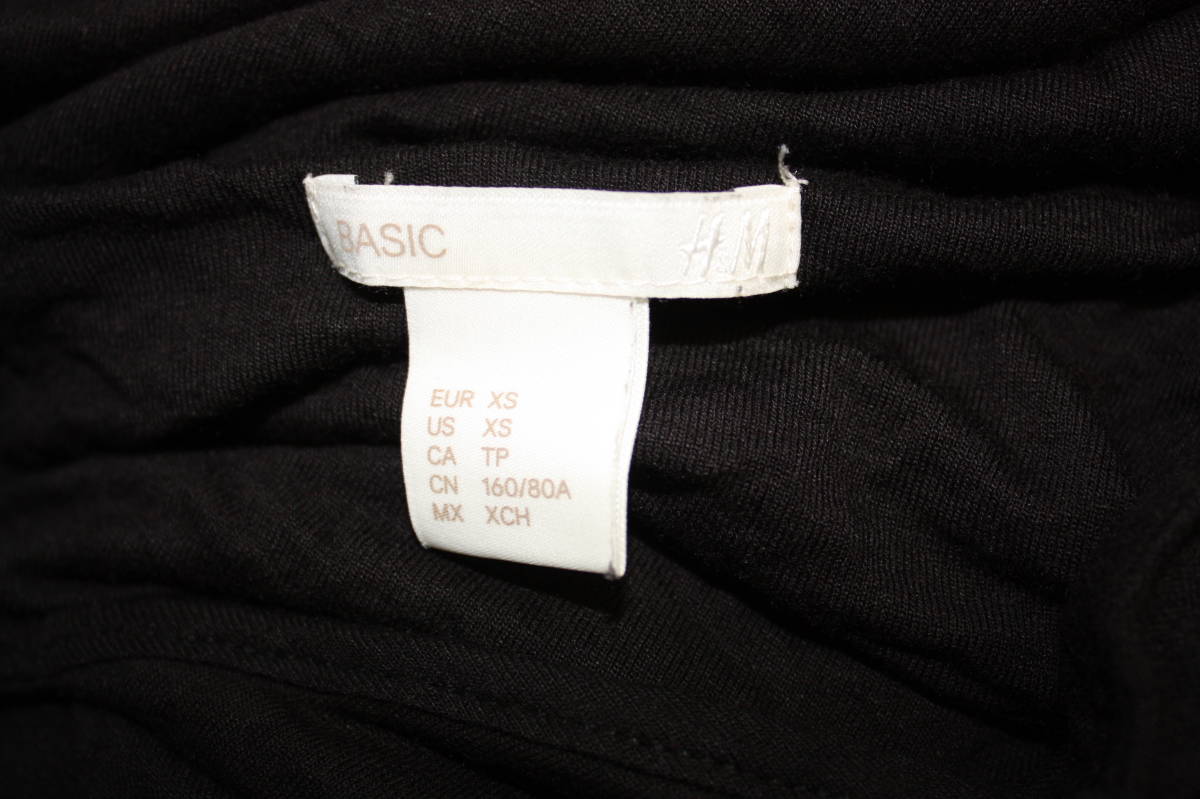 BASIC H&M
EUR XS
US XS
CA TP
CN 160/80A
MX XCH